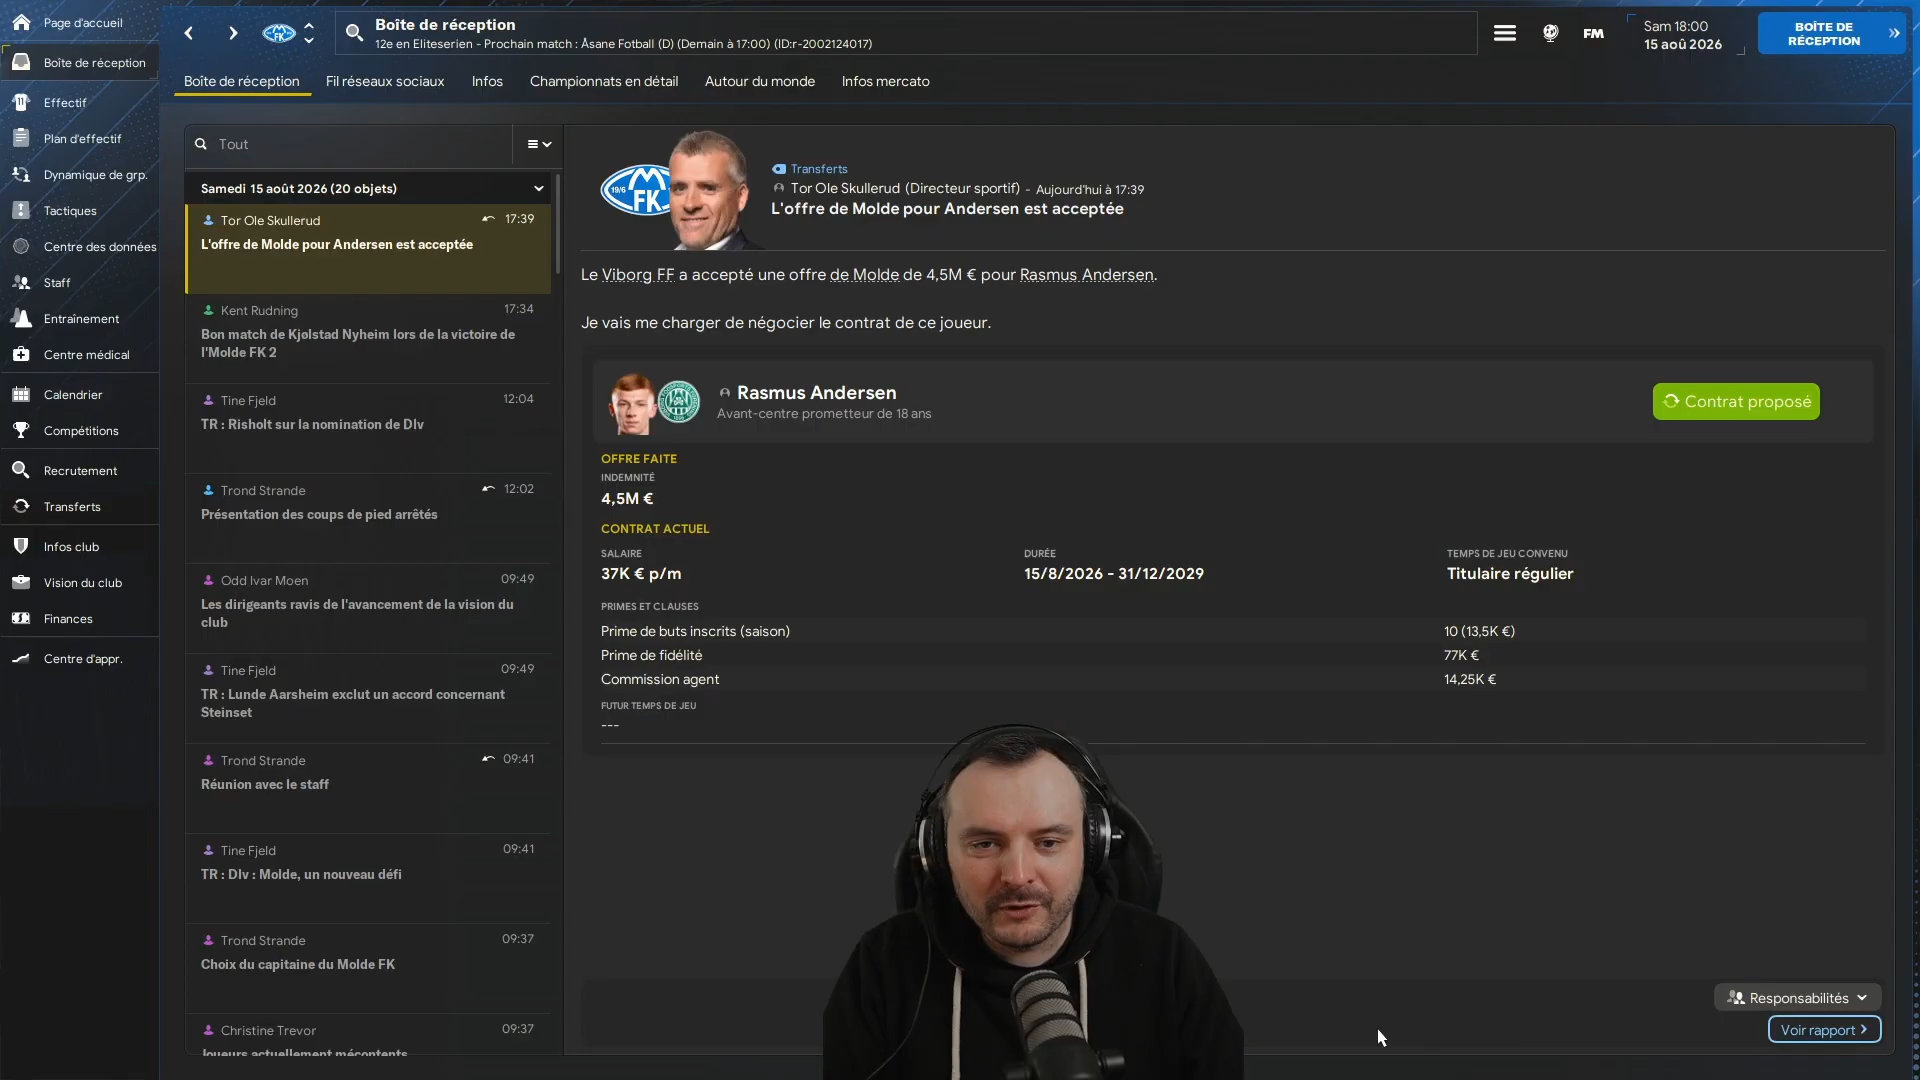 Page d'accueil
Boîte de réception
Effectif
Plan d'effectif
Dynamique de grp.
Tactiques
Centre des données
Staff
Entraînement
Centre médical
Calendrier
Compétitions
Recrutement
Transferts
Infos club
Vision du club
Finances
Centre d'appr.
Boîte de réception
12e en Eliteserien - Prochain match : Åsane Fotball (D) (Demain à 17:00) (ID:r-2002124017)
FM
Sam 18:00
15 aoû 2026
BOÎTE DE
RÉCEPTION
Boîte de réception
Fil réseaux sociaux
Infos
Championnats en détail
Autour du monde
Infos mercato
Tout
Samedi 15 août 2026 (20 objets)
Tor Ole Skullerud 17:39
L'offre de Molde pour Andersen est acceptée
Kent Rudning 17:34
Bon match de Kjølstad Nyheim lors de la victoire de
l'Molde FK 2
Tine Fjeld 12:04
TR : Risholt sur la nomination de Dlv
Trond Strande 12:02
Présentation des coups de pied arrêtés
Odd Ivar Moen 09:49
Les dirigeants ravis de l'avancement de la vision du
club
Tine Fjeld 09:49
TR : Lunde Aarsheim exclut un accord concernant
Steinset
Trond Strande 09:41
Réunion avec le staff
Tine Fjeld 09:41
TR : Dlv : Molde, un nouveau défi
Trond Strande 09:37
Choix du capitaine du Molde FK
Christine Trevor 09:37
Joueurs actuellement mécontents
Transferts
Tor Ole Skullerud (Directeur sportif) - Aujourd'hui à 17:39
L'offre de Molde pour Andersen est acceptée
Le Viborg FF a accepté une offre de Molde de 4,5M € pour Rasmus Andersen.
Je vais me charger de négocier le contrat de ce joueur.
Rasmus Andersen
Avant-centre prometteur de 18 ans
Contrat proposé
OFFRE FAITE
INDEMNITÉ
4,5M €
CONTRAT ACTUEL
SALAIRE
37K € p/m
DURÉE
15/8/2026 - 31/12/2029
TEMPS DE JEU CONVENU
Titulaire régulier
PRIMES ET CLAUSES
Prime de buts inscrits (saison) 10 (13,5K €)
Prime de fidélité 77K €
Commission agent 14,25K €
FUTUR TEMPS DE JEU
---
Responsabilités
Voir rapport